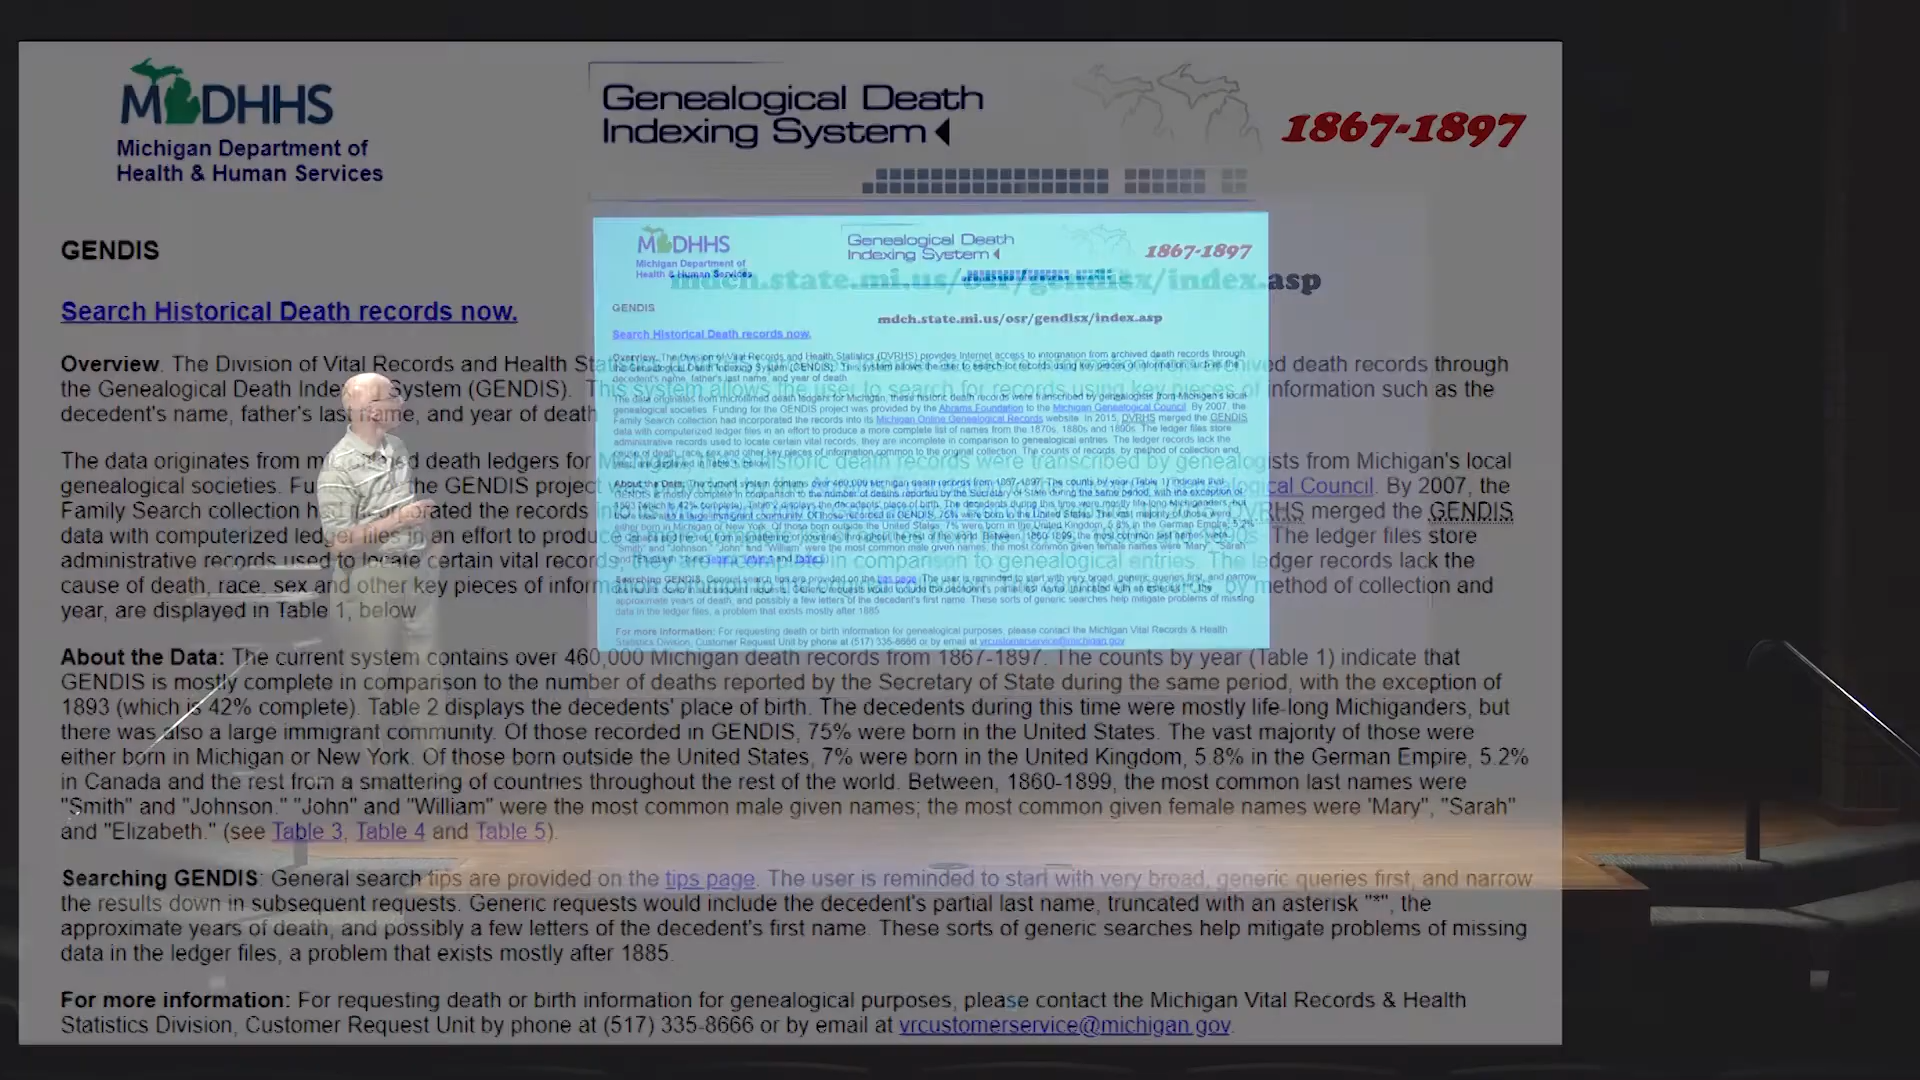 MDHHS
Michigan Department of
Health & Human Services
Genealogical Death
Indexing System
1867-1897
GENDIS
mdch.state.mi.us/osr/gendisx/index.asp
Search Historical Death records now.
Overview. The Division of Vital Records and Health Statistics (DVRHS) provides Internet access to information from archived death records through
the Genealogical Death Indexing System (GENDIS). This system allows the user to search for records using key pieces of information such as the
decedent's name, father's last name, and year of death
The data originates from microfilmed death ledgers for Michigan, these historic death records were transcribed by genealogists from Michigan's local
genealogical societies. Funding for the GENDIS project was provided by the Abrams Foundation to the Michigan Genealogical Council. By 2007, the
Family Search collection had incorporated the records into its Michigan Online Genealogical Records website. In 2015, DVRHS merged the GENDIS
data with computerized ledger files in an effort to produce a more complete list of names from the 1870s, 1880s and 1890s. The ledger files store
administrative records used to locate certain vital records, they are incomplete in comparison to genealogical entries. The ledger records lack the
cause of death, race, sex and other key pieces of information common to the original collection. The counts of records, by method of collection and
year, are displayed in Table 1, below
About the Data: The current system contains over 460,000 Michigan death records from 1867-1897. The counts by year (Table 1) indicate that
GENDIS is mostly complete in comparison to the number of deaths reported by the Secretary of State during the same period, with the exception of
1893 (which is 42% complete). Table 2 displays the decedents' place of birth. The decedents during this time were mostly life-long Michiganders, but
there was also a large immigrant community. Of those recorded in GENDIS, 75% were born in the United States. The vast majority of those were
either born in Michigan or New York. Of those born outside the United States, 7% were born in the United Kingdom, 5.8% in the German Empire, 5.2%
in Canada and the rest from a smattering of countries throughout the rest of the world. Between, 1860-1899, the most common last names were
"Smith" and "Johnson." "John" and "William" were the most common male given names; the most common given female names were 'Mary", "Sarah"
and "Elizabeth." (see Table 3, Table 4 and Table 5).
Searching GENDIS: General search tips are provided on the tips page. The user is reminded to start with very broad, generic queries first, and narrow
the results down in subsequent requests. Generic requests would include the decedent's partial last name, truncated with an asterisk "*", the
approximate years of death, and possibly a few letters of the decedent's first name. These sorts of generic searches help mitigate problems of missing
data in the ledger files, a problem that exists mostly after 1885.
For more information: For requesting death or birth information for genealogical purposes, please contact the Michigan Vital Records & Health
Statistics Division, Customer Request Unit by phone at (517) 335-8666 or by email at vrcustomerservice@michigan.gov.